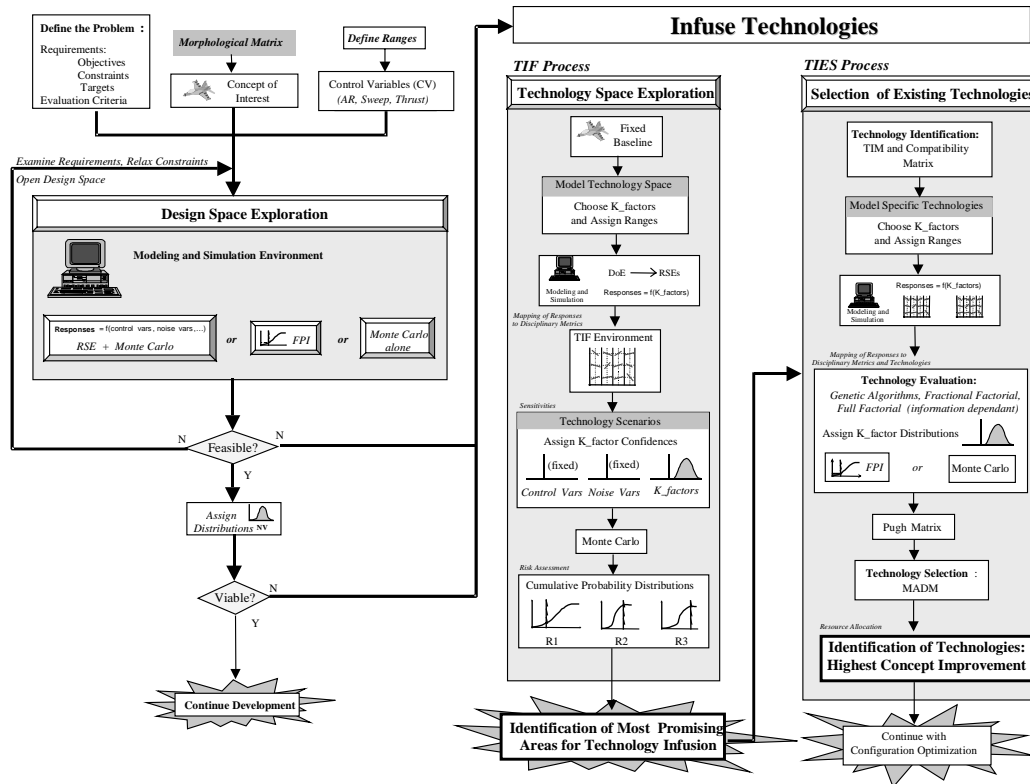 Define the Problem :
Requirements:
Objectives
Constraints
Targets
Evaluation Criteria
Morphological Matrix
Concept of
Interest
Define Ranges
Control Variables (CV)
(AR, Sweep, Thrust)
Examine Requirements, Relax Constraints
Open Design Space
Design Space Exploration
Modeling and Simulation Environment
Responses = f(control vars, noise vars,...)
RSE + Monte Carlo
or
FPI
or
Monte Carlo
alone
N
Feasible?
N
Y
Assign
Distributions NV
Viable?
N
Y
Continue Development
Infuse Technologies
TIF Process
Technology Space Exploration
Fixed
Baseline
Model Technology Space
Choose K_factors
and Assign Ranges
DoE
RSEs
Modeling and
Simulation
Responses = f(K_factors)
Mapping of Responses
to Disciplinary Metrics
TIF Environment
Sensitivities
Technology Scenarios
Assign K_factor Confidences
(fixed)
(fixed)
Control Vars
Noise Vars
K_factors
Monte Carlo
Risk Assessment
Cumulative Probability Distributions
R1
R2
R3
Identification of Most Promising
Areas for Technology Infusion
TIES Process
Selection of Existing Technologies
Technology Identification:
TIM and Compatibility
Matrix
Model Specific Technologies
Choose K_factors
and Assign Ranges
Responses = f(K_factors)
Modeling and
Simulation
Mapping of Responses to
Disciplinary Metrics and Technologies
Technology Evaluation:
Genetic Algorithms, Fractional Factorial,
Full Factorial (information dependant)
Assign K_factor Distributions
FPI
or
Monte Carlo
Pugh Matrix
Technology Selection :
MADM
Resource Allocation
Identification of Technologies:
Highest Concept Improvement
Continue with
Configuration Optimization